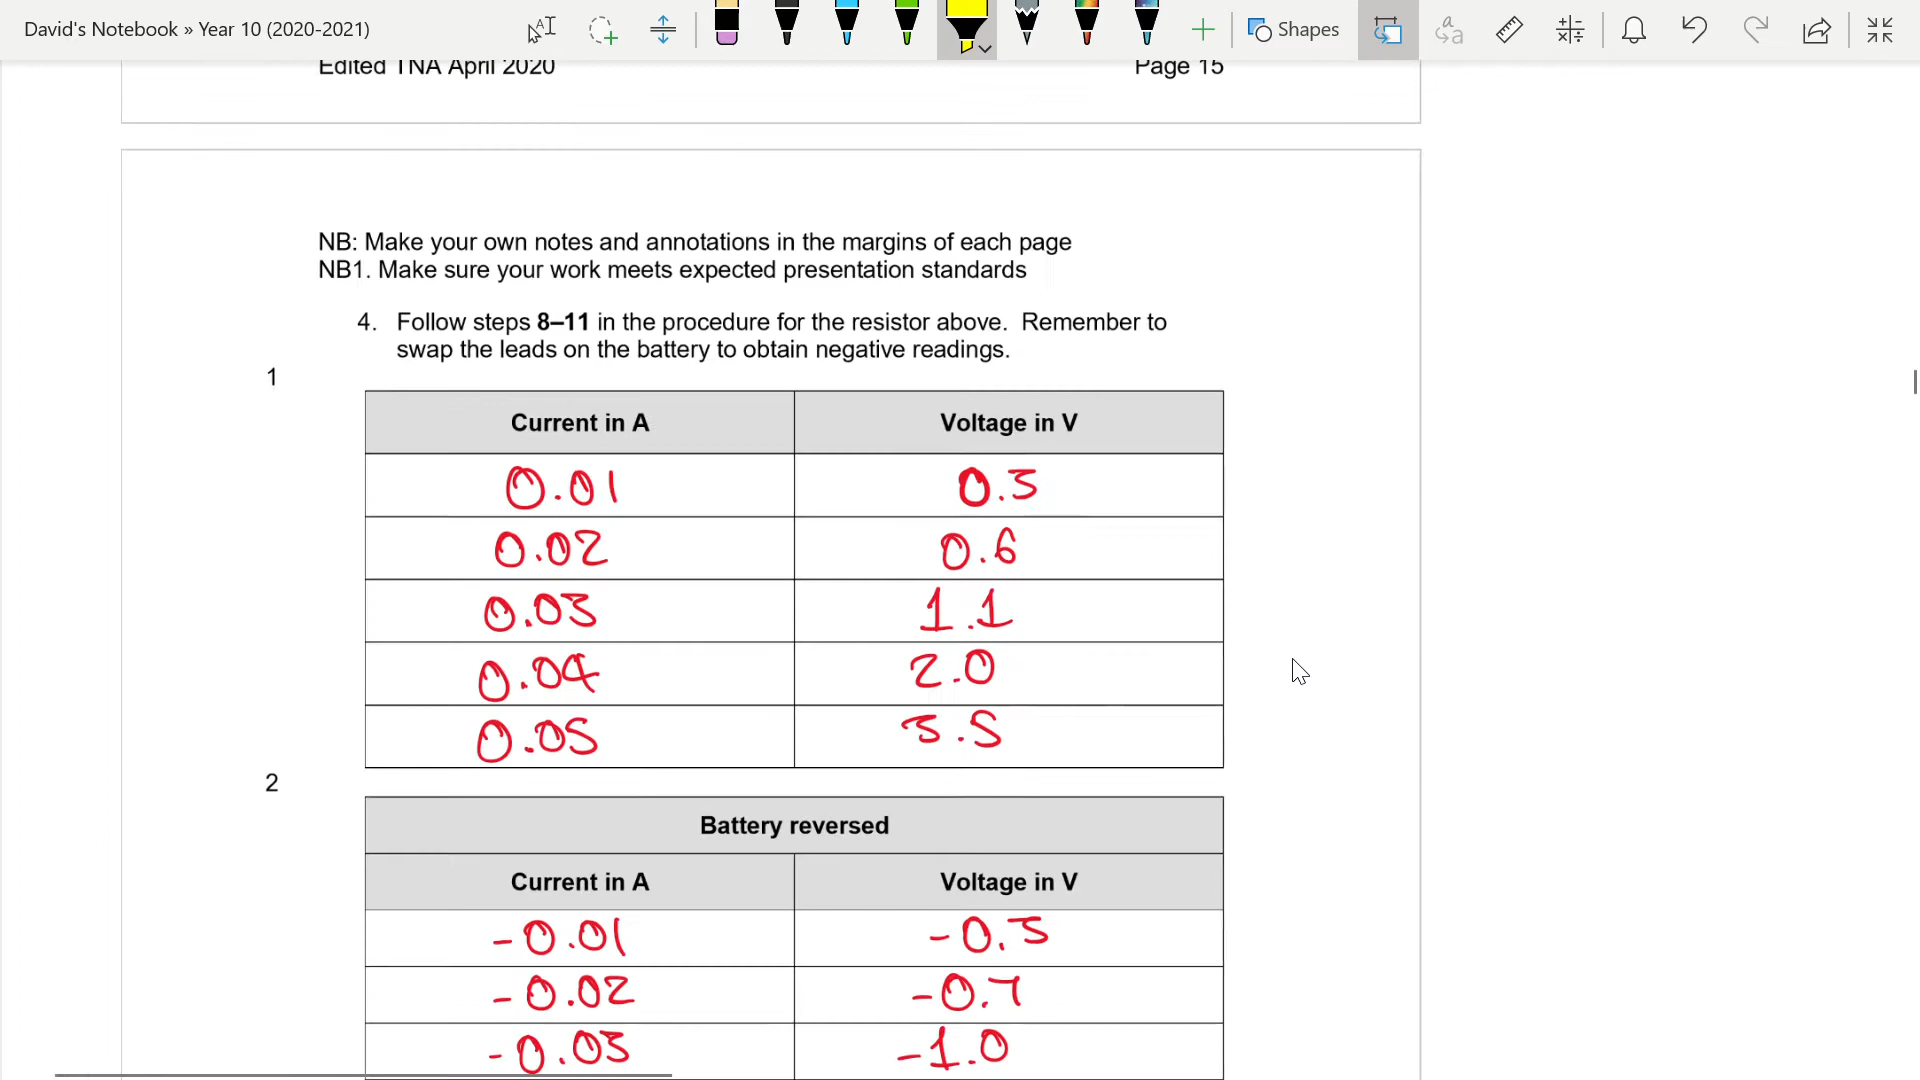 David's Notebook » Year 10 (2020-2021)
Shapes
Edited TNA April 2020 Page 15
NB: Make your own notes and annotations in the margins of each page
NB1. Make sure your work meets expected presentation standards
4. Follow steps 8–11 in the procedure for the resistor above. Remember to
swap the leads on the battery to obtain negative readings.
1
Current in A Voltage in V
0.01 0.3
0.02 0.6
0.03 1.1
0.04 2.0
0.05 3.5
2
Battery reversed
Current in A Voltage in V
-0.01 -0.3
-0.02 -0.7
-0.03 -1.0